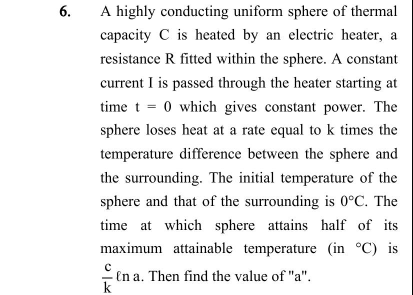 6. A highly conducting uniform sphere of thermal
capacity C is heated by an electric heater, a
resistance R fitted within the sphere. A constant
current I is passed through the heater starting at
time t = 0 which gives constant power. The
sphere loses heat at a rate equal to k times the
temperature difference between the sphere and
the surrounding. The initial temperature of the
sphere and that of the surrounding is 0°C. The
time at which sphere attains half of its
maximum attainable temperature (in °C) is
c/k ℓn a. Then find the value of "a".